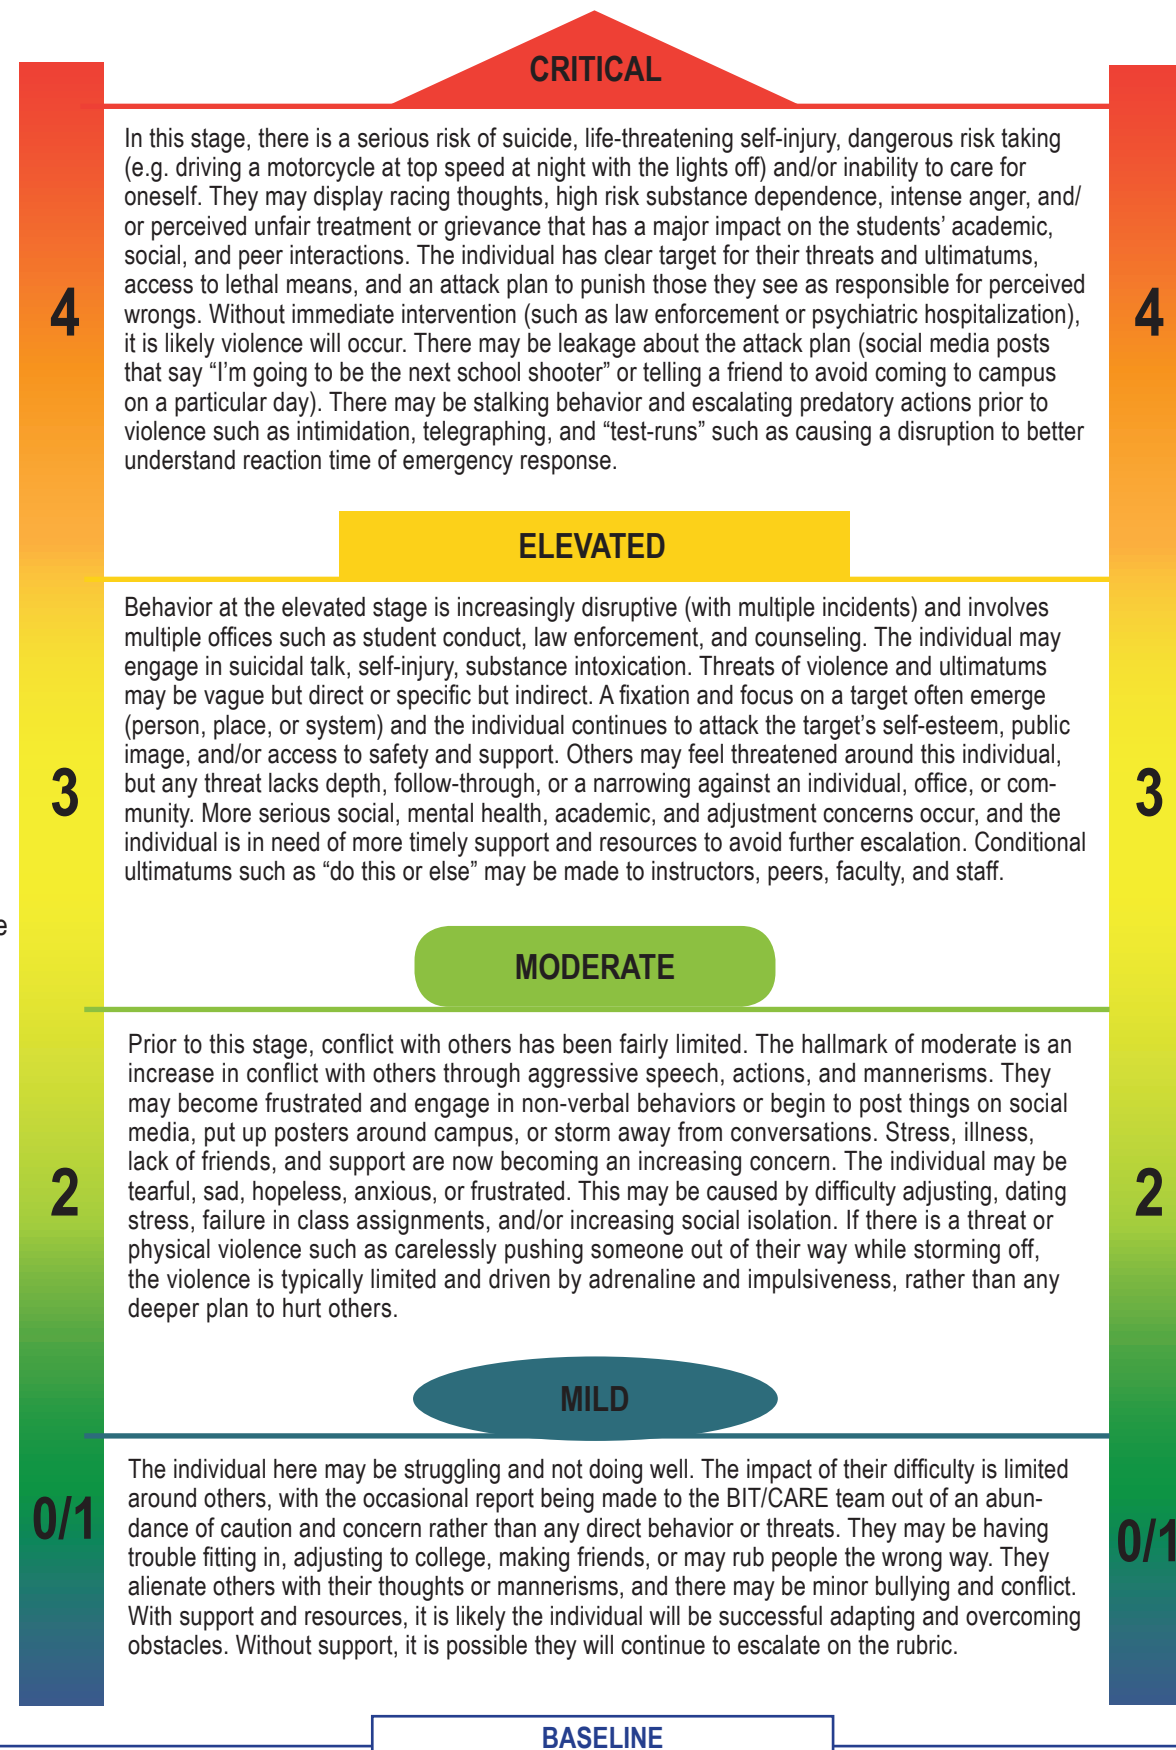 CRITICAL
In this stage, there is a serious risk of suicide, life-threatening self-injury, dangerous risk taking
(e.g. driving a motorcycle at top speed at night with the lights off) and/or inability to care for
oneself. They may display racing thoughts, high risk substance dependence, intense anger, and/
or perceived unfair treatment or grievance that has a major impact on the students’ academic,
social, and peer interactions. The individual has clear target for their threats and ultimatums,
access to lethal means, and an attack plan to punish those they see as responsible for perceived
wrongs. Without immediate intervention (such as law enforcement or psychiatric hospitalization),
it is likely violence will occur. There may be leakage about the attack plan (social media posts
that say “I’m going to be the next school shooter” or telling a friend to avoid coming to campus
on a particular day). There may be stalking behavior and escalating predatory actions prior to
violence such as intimidation, telegraphing, and “test-runs” such as causing a disruption to better
understand reaction time of emergency response.
4
4
ELEVATED
Behavior at the elevated stage is increasingly disruptive (with multiple incidents) and involves
multiple offices such as student conduct, law enforcement, and counseling. The individual may
engage in suicidal talk, self-injury, substance intoxication. Threats of violence and ultimatums
may be vague but direct or specific but indirect. A fixation and focus on a target often emerge
(person, place, or system) and the individual continues to attack the target’s self-esteem, public
image, and/or access to safety and support. Others may feel threatened around this individual,
but any threat lacks depth, follow-through, or a narrowing against an individual, office, or com-
munity. More serious social, mental health, academic, and adjustment concerns occur, and the
individual is in need of more timely support and resources to avoid further escalation. Conditional
ultimatums such as “do this or else” may be made to instructors, peers, faculty, and staff.
3
3
e
MODERATE
Prior to this stage, conflict with others has been fairly limited. The hallmark of moderate is an
increase in conflict with others through aggressive speech, actions, and mannerisms. They
may become frustrated and engage in non-verbal behaviors or begin to post things on social
media, put up posters around campus, or storm away from conversations. Stress, illness,
lack of friends, and support are now becoming an increasing concern. The individual may be
tearful, sad, hopeless, anxious, or frustrated. This may be caused by difficulty adjusting, dating
stress, failure in class assignments, and/or increasing social isolation. If there is a threat or
physical violence such as carelessly pushing someone out of their way while storming off,
the violence is typically limited and driven by adrenaline and impulsiveness, rather than any
deeper plan to hurt others.
2
2
MILD
The individual here may be struggling and not doing well. The impact of their difficulty is limited
around others, with the occasional report being made to the BIT/CARE team out of an abun-
dance of caution and concern rather than any direct behavior or threats. They may be having
trouble fitting in, adjusting to college, making friends, or may rub people the wrong way. They
alienate others with their thoughts or mannerisms, and there may be minor bullying and conflict.
With support and resources, it is likely the individual will be successful adapting and overcoming
obstacles. Without support, it is possible they will continue to escalate on the rubric.
0/1
0/1
BASELINE